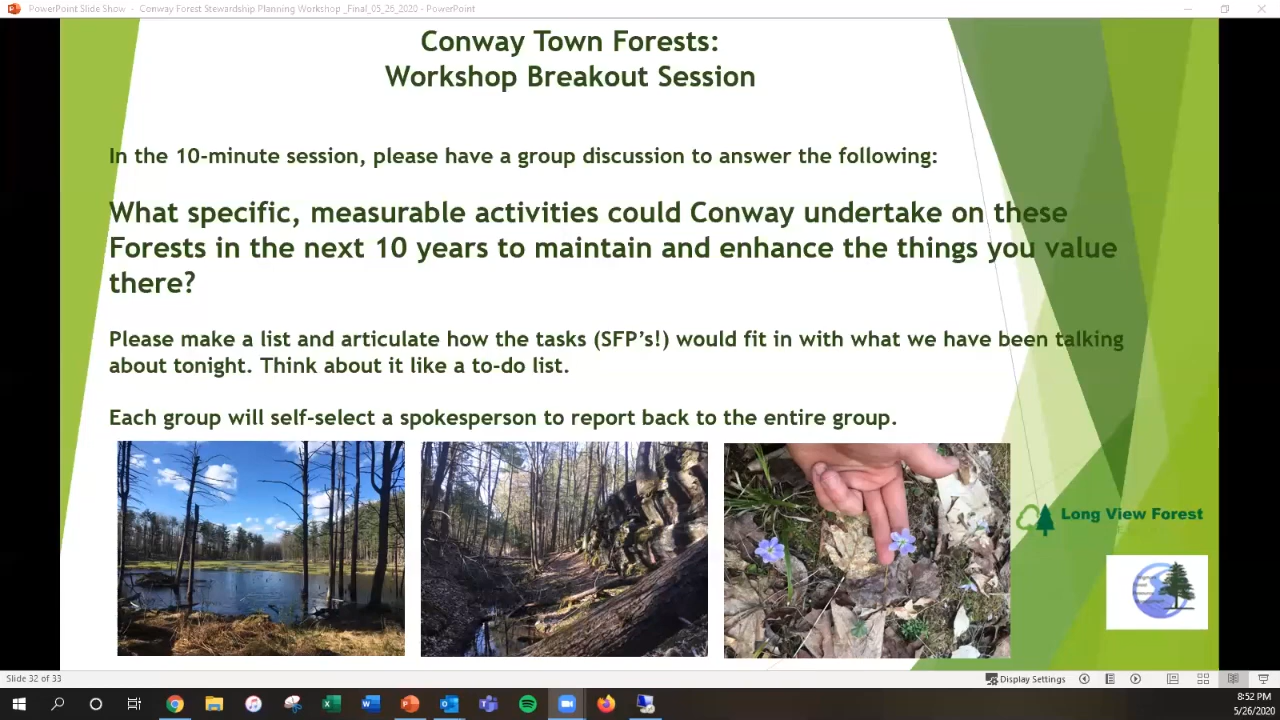 PowerPoint Slide Show - Conway Forest Stewardship Planning Workshop _Final_05_26_2020 - PowerPoint
Conway Town Forests:
Workshop Breakout Session
In the 10-minute session, please have a group discussion to answer the following:
What specific, measurable activities could Conway undertake on these
Forests in the next 10 years to maintain and enhance the things you value
there?
Please make a list and articulate how the tasks (SFP's!) would fit in with what we have been talking
about tonight. Think about it like a to-do list.
Each group will self-select a spokesperson to report back to the entire group.
Long View Forest
Slide 32 of 33
Display Settings
8:52 PM
5/26/2020